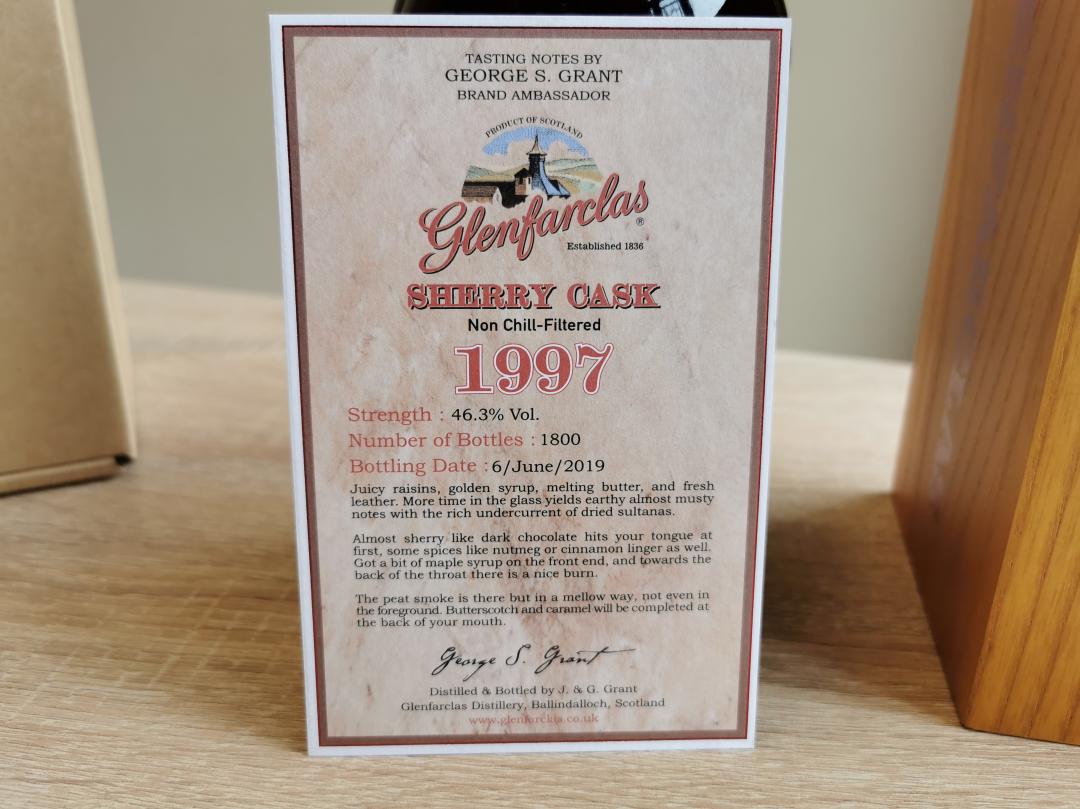 TASTING NOTES BY
GEORGE S. GRANT
BRAND AMBASSADOR
PRODUCT OF SCOTLAND
Glenfarclas®
Established 1836
SHERRY CASK
Non Chill-Filtered
1997
Strength : 46.3% Vol.
Number of Bottles : 1800
Bottling Date : 6/June/2019
Juicy raisins, golden syrup, melting butter, and fresh
leather. More time in the glass yields earthy almost musty
notes with the rich undercurrent of dried sultanas.
Almost sherry like dark chocolate hits your tongue at
first, some spices like nutmeg or cinnamon linger as well.
Got a bit of maple syrup on the front end, and towards the
back of the throat there is a nice burn.
The peat smoke is there but in a mellow way, not even in
the foreground. Butterscotch and caramel will be completed at
the back of your mouth.
George S. Grant
Distilled & Bottled by J. & G. Grant
Glenfarclas Distillery, Ballindalloch, Scotland
www.glenfarclas.co.uk